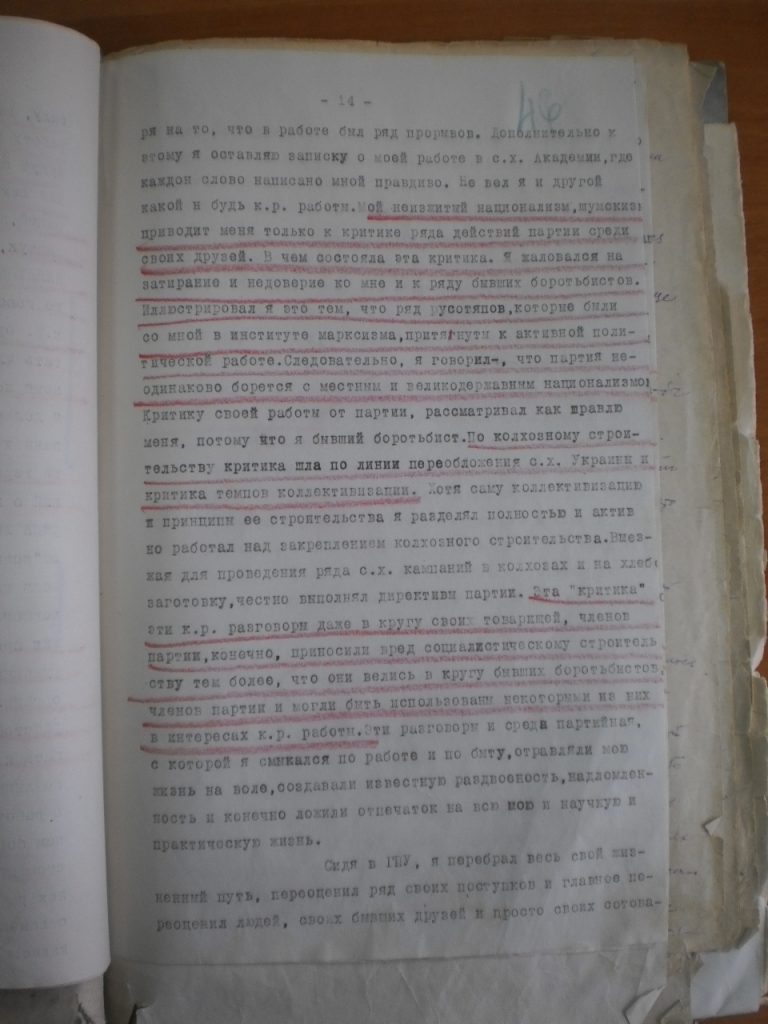 - 14 -
46
ря на то, что в работе был ряд прорывов. Дополнительно к
этому я оставляю записку о моей работе в с.х. Академии,где
каждон слово написано мной правдиво. Не вел я и другой
какой н будь к.р. работы.Мой неизжитый национализм,шумскизм
приводит меня только к критике ряда действий партии среди
своих друзей. В чем состояла эта критика. Я жаловался на
затирание и недоверие ко мне и к ряду бывших боротьбистов.
Иллюстрировал я это тем, что ряд русотяпов,которые были
со мной в институте марксизма,притягнуты к активной поли-
тической работе.Следовательно, я говорил-, что партия не-
одинаково борется с местным и великодержавным национализмом
Критику своей работы от партии, рассматривал как травлю
меня, потому что я бывший боротьбист.По колхозному строи-
тельству критика шла по линии переобложения с.х. Украины и
критика темпов коллективизации. Хотя саму коллективизацию
и принципы ее строительства я разделял полностью и актив
но работал над закреплением колхозного строительства.Выез-
жая для проведения ряда с.х. кампаний в колхозах и на хлеб
заготовку,честно выполнял директивы партии. Эта "критика"
эти к.р. разговоры даже в кругу своих товарищей, членов
партии,конечно, приносили вред социалистическому строитель
ству тем более, что они велись в кругу бывших боротьбистов,
членов партии и могли быть использованы некоторыми из них
в интересах к.р. работы.Эти разговоры и среда партийная,
с которой я смыкался по работе и по быту,отравляли мою
жизнь на воле,создавали известную раздвоеность,надломлен-
ность и конечно ложили отпечаток на всю мою и научную и
практическую жизнь.
Сидя в ГПУ, я перебрал весь свой жиз-
ненный путь, переоценил ряд своих поступков и главное пе-
реоценил людей, своих бывших друзей и просто своих сотова-